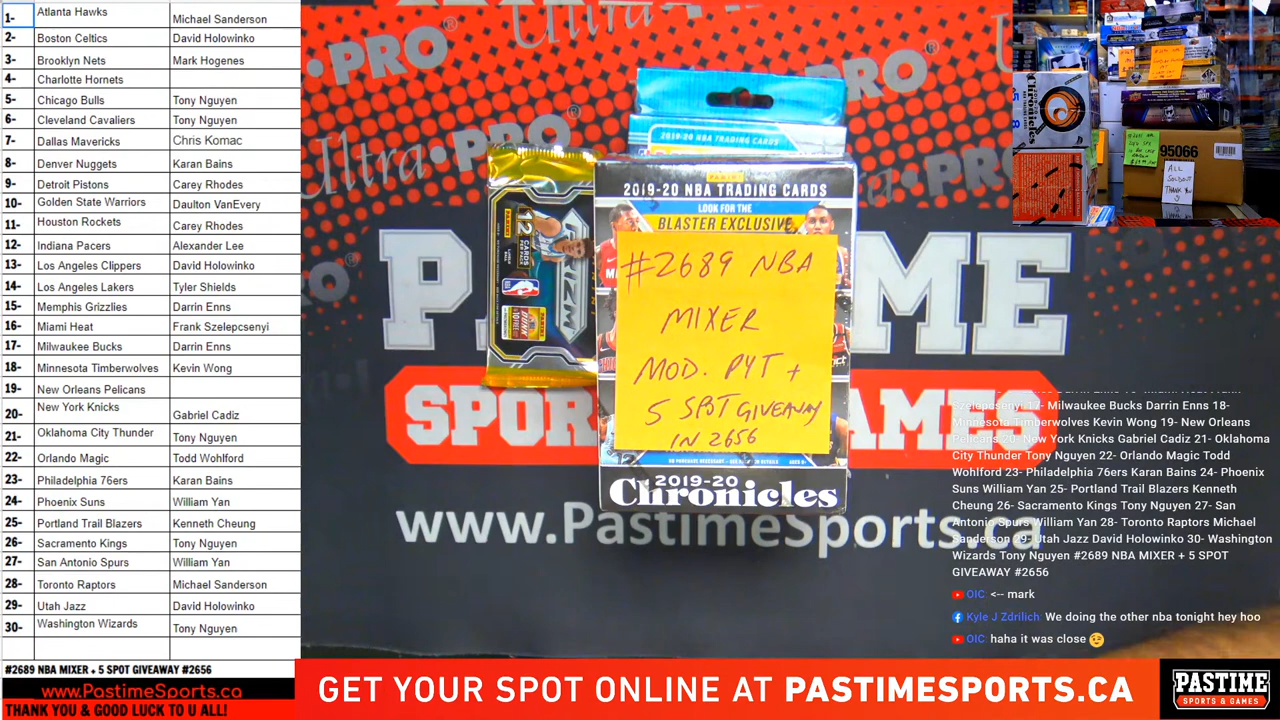 1- Atlanta Hawks Michael Sanderson
2- Boston Celtics David Holowinko
3- Brooklyn Nets Mark Hogenes
4- Charlotte Hornets
5- Chicago Bulls Tony Nguyen
6- Cleveland Cavaliers Tony Nguyen
7- Dallas Mavericks Chris Komac
8- Denver Nuggets Karan Bains
9- Detroit Pistons Carey Rhodes
10- Golden State Warriors Daulton VanEvery
11- Houston Rockets Carey Rhodes
12- Indiana Pacers Alexander Lee
13- Los Angeles Clippers David Holowinko
14- Los Angeles Lakers Tyler Shields
15- Memphis Grizzlies Darrin Enns
16- Miami Heat Frank Szelepcsenyi
17- Milwaukee Bucks Darrin Enns
18- Minnesota Timberwolves Kevin Wong
19- New Orleans Pelicans
20- New York Knicks Gabriel Cadiz
21- Oklahoma City Thunder Tony Nguyen
22- Orlando Magic Todd Wohlford
23- Philadelphia 76ers Karan Bains
24- Phoenix Suns William Yan
25- Portland Trail Blazers Kenneth Cheung
26- Sacramento Kings Tony Nguyen
27- San Antonio Spurs William Yan
28- Toronto Raptors Michael Sanderson
29- Utah Jazz David Holowinko
30- Washington Wizards Tony Nguyen
#2689 NBA MIXER + 5 SPOT GIVEAWAY #2656
www.PastimeSports.ca
THANK YOU & GOOD LUCK TO U ALL!
2019-20 NBA TRADING CARDS
PANINI
2019-20 NBA TRADING CARDS
LOOK FOR THE
BLASTER EXCLUSIVE
#2689 NBA
MIXER
MOD. PYT +
5 SPOT GIVEAWAY
IN 2656
2019-20
Chronicles
12 CARDS PER PACK
PRIZM
NBA
www.PastimeSports.ca
Chronicles
95066
ALL
SOLDOUT
THANK
Szelepcsenyi 17- Milwaukee Bucks Darrin Enns 18-
Minnesota Timberwolves Kevin Wong 19- New Orleans
Pelicans 20- New York Knicks Gabriel Cadiz 21- Oklahoma
City Thunder Tony Nguyen 22- Orlando Magic Todd
Wohlford 23- Philadelphia 76ers Karan Bains 24- Phoenix
Suns William Yan 25- Portland Trail Blazers Kenneth
Cheung 26- Sacramento Kings Tony Nguyen 27- San
Antonio Spurs William Yan 28- Toronto Raptors Michael
Sanderson 29- Utah Jazz David Holowinko 30- Washington
Wizards Tony Nguyen #2689 NBA MIXER + 5 SPOT
GIVEAWAY #2656
OIC: <-- mark
Kyle J Zdrilich: We doing the other nba tonight hey hoo
OIC: haha it was close 😉
GET YOUR SPOT ONLINE AT PASTIMESPORTS.CA
PASTIME
SPORTS & GAMES